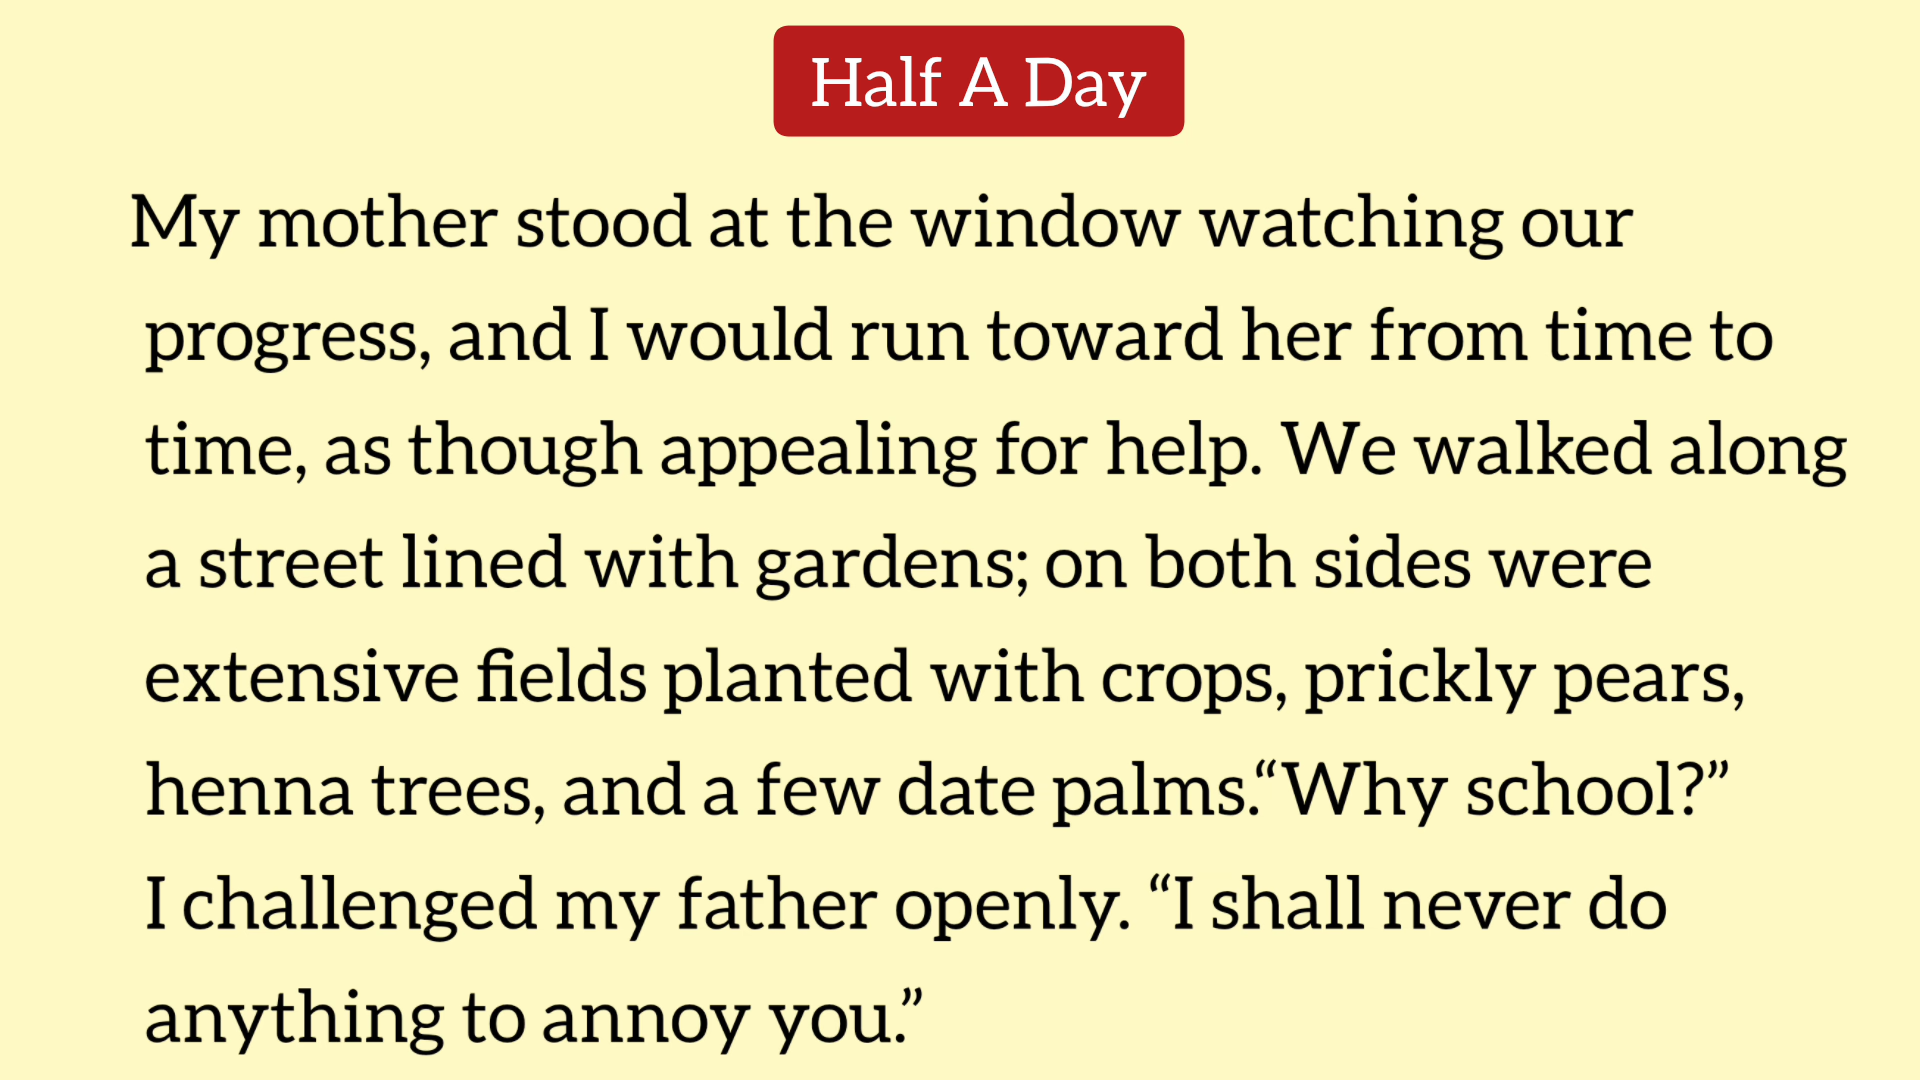 Half A Day
My mother stood at the window watching our
progress, and I would run toward her from time to
time, as though appealing for help. We walked along
a street lined with gardens; on both sides were
extensive fields planted with crops, prickly pears,
henna trees, and a few date palms.“Why school?”
I challenged my father openly. “I shall never do
anything to annoy you.”